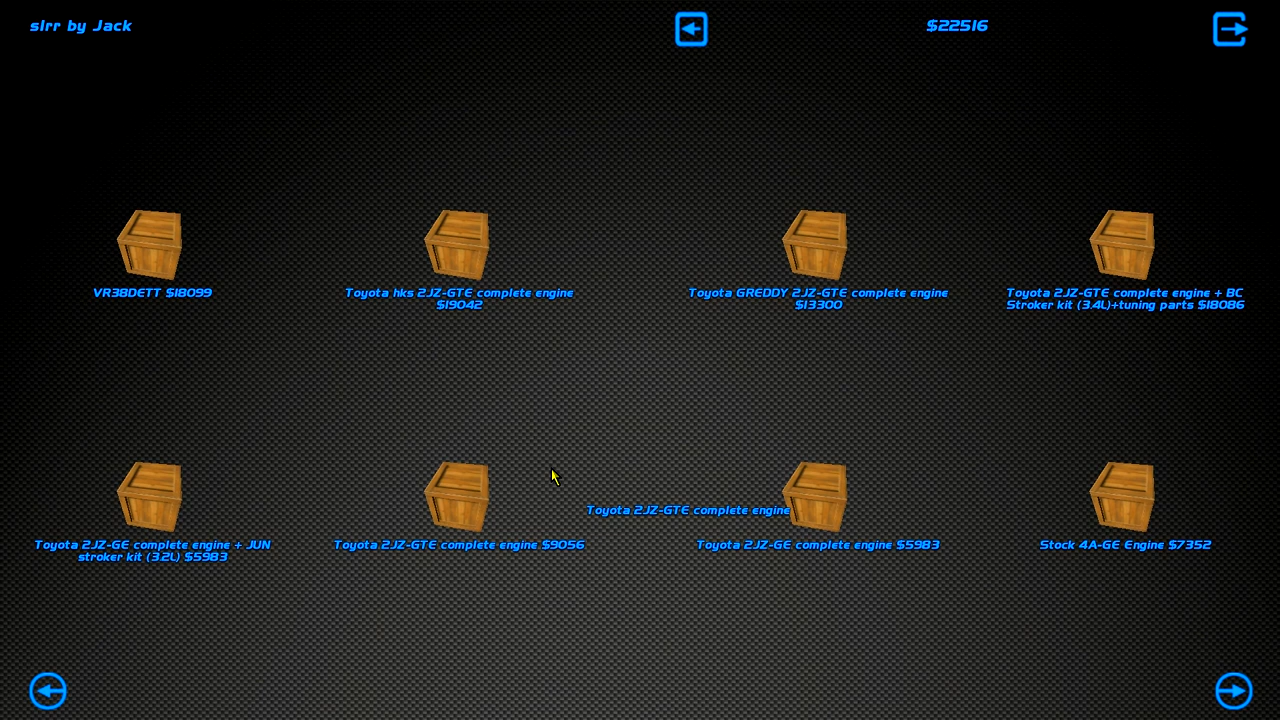 slrr by Jack
$22516
VR38DETT $18099
Toyota hks 2JZ-GTE complete engine
$19042
Toyota GREDDY 2JZ-GTE complete engine
$13300
Toyota 2JZ-GTE complete engine + BC
Stroker kit (3.4L)+tuning parts $18086
Toyota 2JZ-GTE complete engine
Toyota 2JZ-GE complete engine + JUN
stroker kit (3.2L) $5983
Toyota 2JZ-GTE complete engine $9056
Toyota 2JZ-GE complete engine $5983
Stock 4A-GE Engine $7352